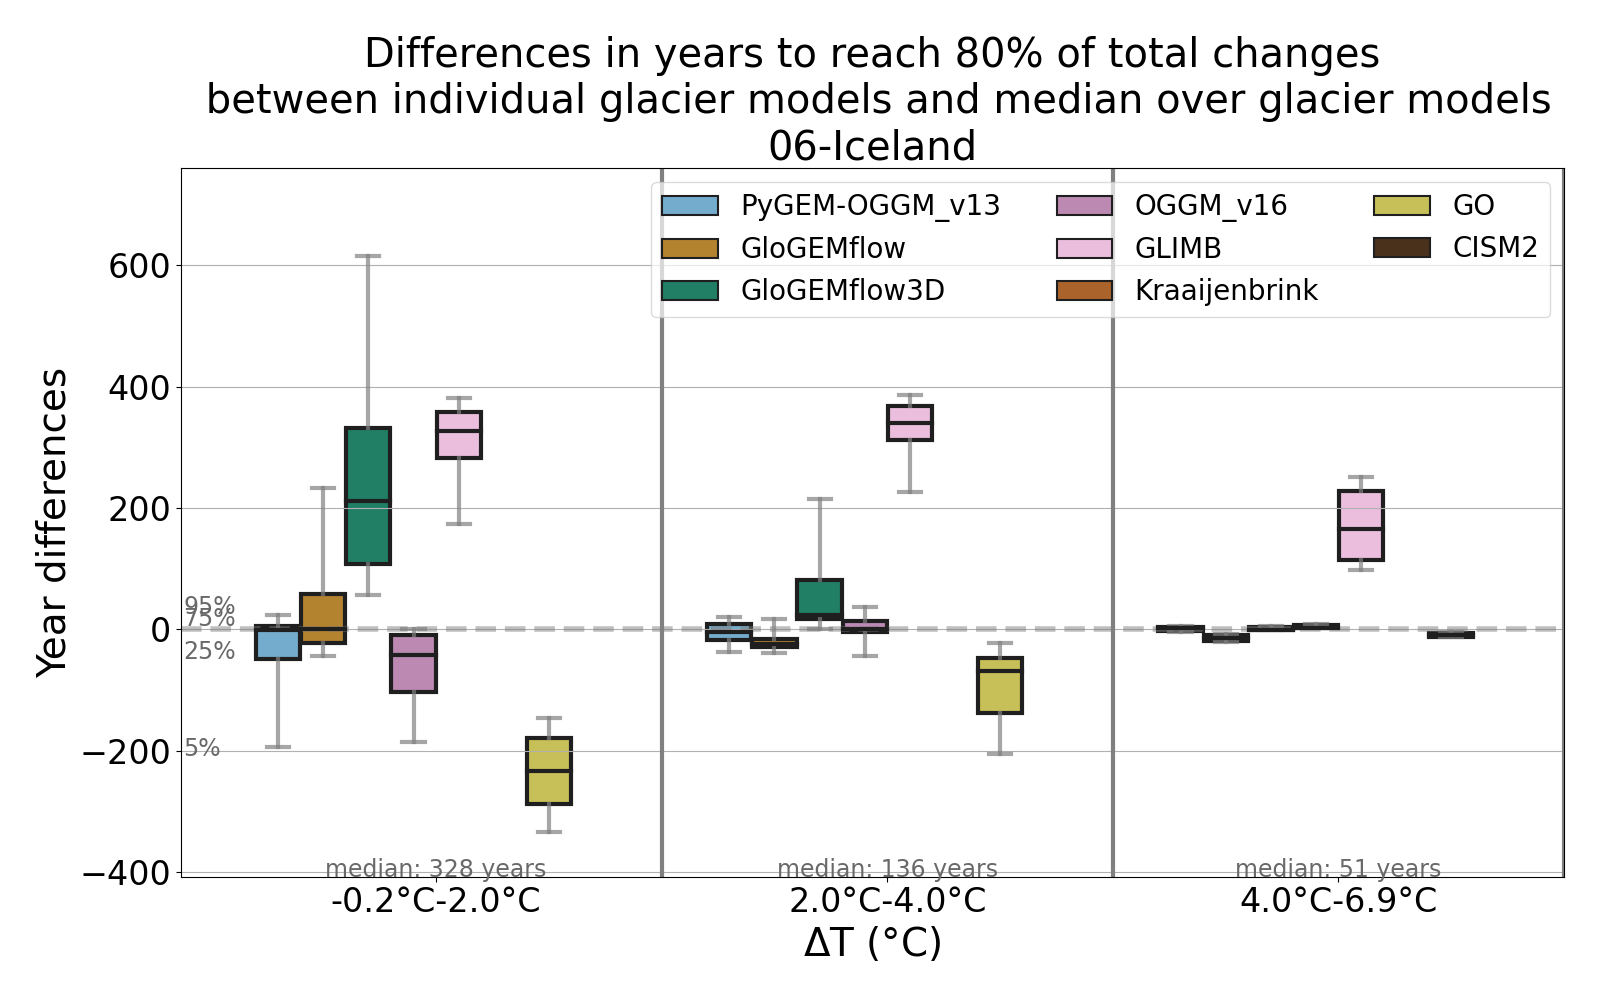 Differences in years to reach 80% of total changes
between individual glacier models and median over glacier models
06-Iceland
PyGEM-OGGM_v13
GloGEMflow
GloGEMflow3D
OGGM_v16
GLIMB
Kraaijenbrink
GO
CISM2
Year differences
600
400
200
0
−200
−400
95%
75%
25%
5%
median: 328 years
median: 136 years
median: 51 years
-0.2°C-2.0°C
2.0°C-4.0°C
4.0°C-6.9°C
ΔT (°C)